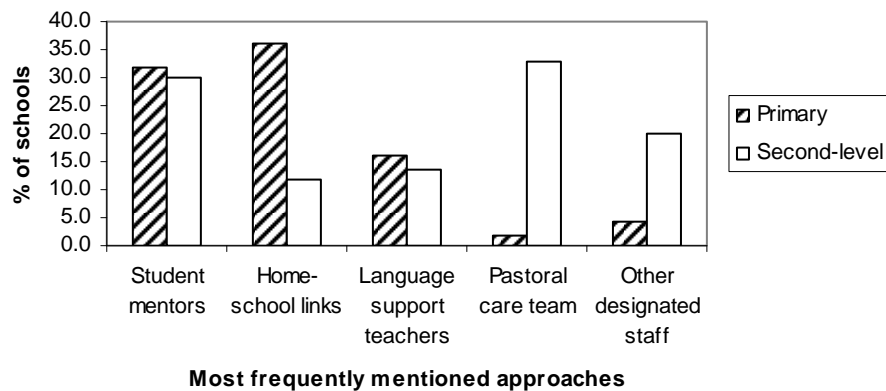 40.0
35.0
30.0
25.0
20.0
15.0
10.0
5.0
0.0
% of schools
Student
mentors
Home-
school links
Language
support
teachers
Pastoral
care team
Other
designated
staff
Most frequently mentioned approaches
Primary
Second-level